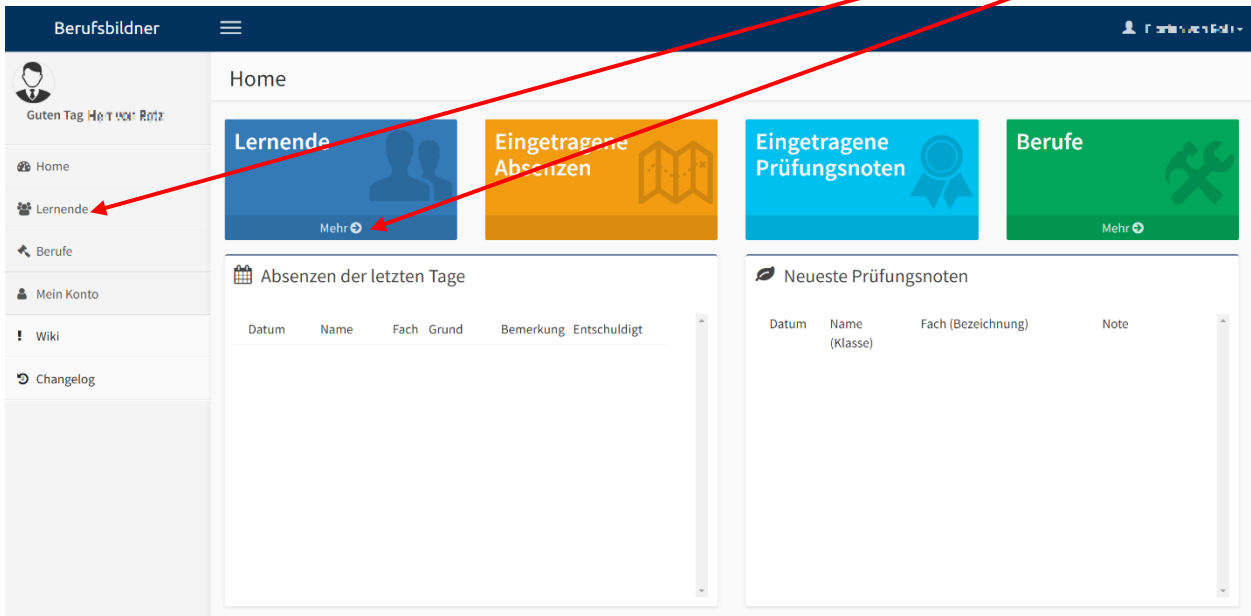 Berufsbildner
Guten Tag
Home
Lernende
Berufe
Mein Konto
Wiki
Changelog
Home
Lernende
Mehr
Eingetragene
Absenzen
Eingetragene
Prüfungsnoten
Berufe
Mehr
Absenzen der letzten Tage
Datum Name Fach Grund Bemerkung Entschuldigt
Neueste Prüfungsnoten
Datum Name Fach (Bezeichnung) Note
(Klasse)